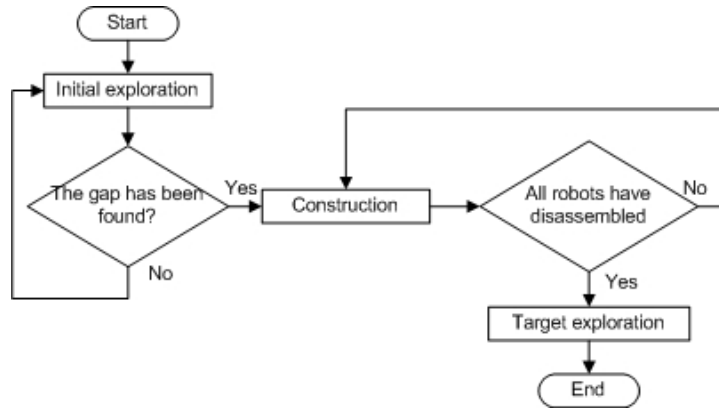 Start
Initial exploration
The gap has been
found?
Yes
No
Construction
All robots have
disassembled
No
Yes
Target exploration
End